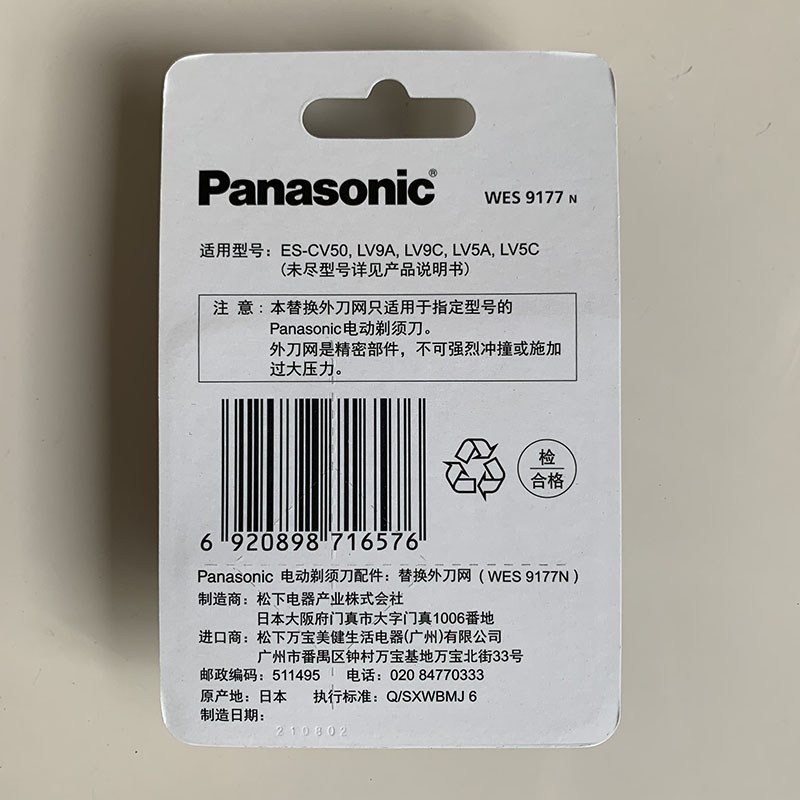 Panasonic®
WES 9177 N
适用型号：ES-CV50, LV9A, LV9C, LV5A, LV5C
(未尽型号详见产品说明书)
注 意：本替换外刀网只适用于指定型号的
Panasonic电动剃须刀。
外刀网是精密部件，不可强烈冲撞或施加
过大压力。
检
合格
6 920898 716576
Panasonic 电动剃须刀配件：替换外刀网（WES 9177N）
制造商：松下电器产业株式会社
日本大阪府门真市大字门真1006番地
进口商：松下万宝美健生活电器(广州)有限公司
广州市番禺区钟村万宝基地万宝北街33号
邮政编码：511495 电话：020 84770333
原产地：日本 执行标准：Q/SXWBMJ 6
制造日期：
210802